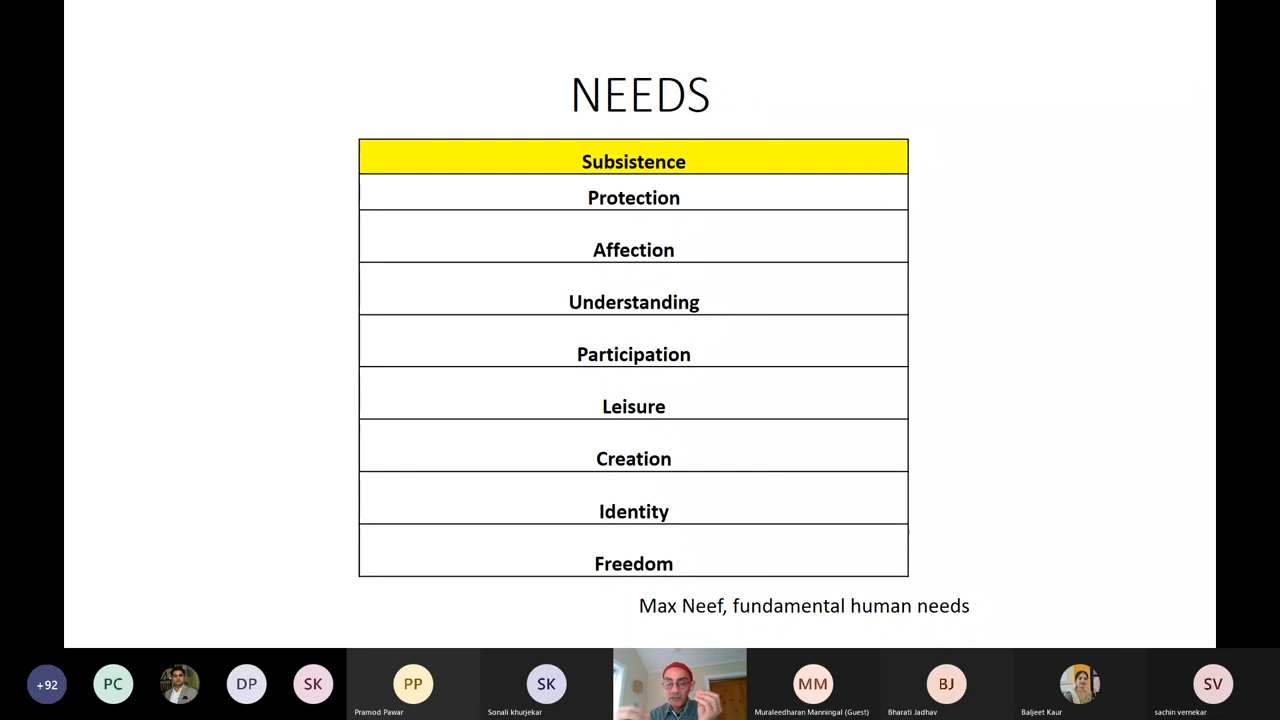 NEEDS
Subsistence
Protection
Affection
Understanding
Participation
Leisure
Creation
Identity
Freedom
Max Neef, fundamental human needs
+92
PC
DP
SK
PP
Pramod Pawar
SK
Sonali khurjekar
MM
Muraleedharan Manningal (Guest)
BJ
Bharati Jadhav
Baljeet Kaur
SV
sachin vernekar